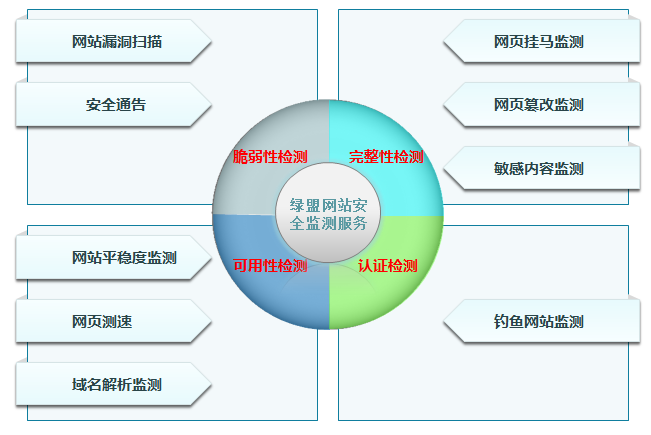 网站漏洞扫描
安全通告
网页挂马监测
网页篡改监测
敏感内容监测
脆弱性检测
完整性检测
绿盟网站安
全监测服务
可用性检测
认证检测
网站平稳度监测
网页测速
域名解析监测
钓鱼网站监测